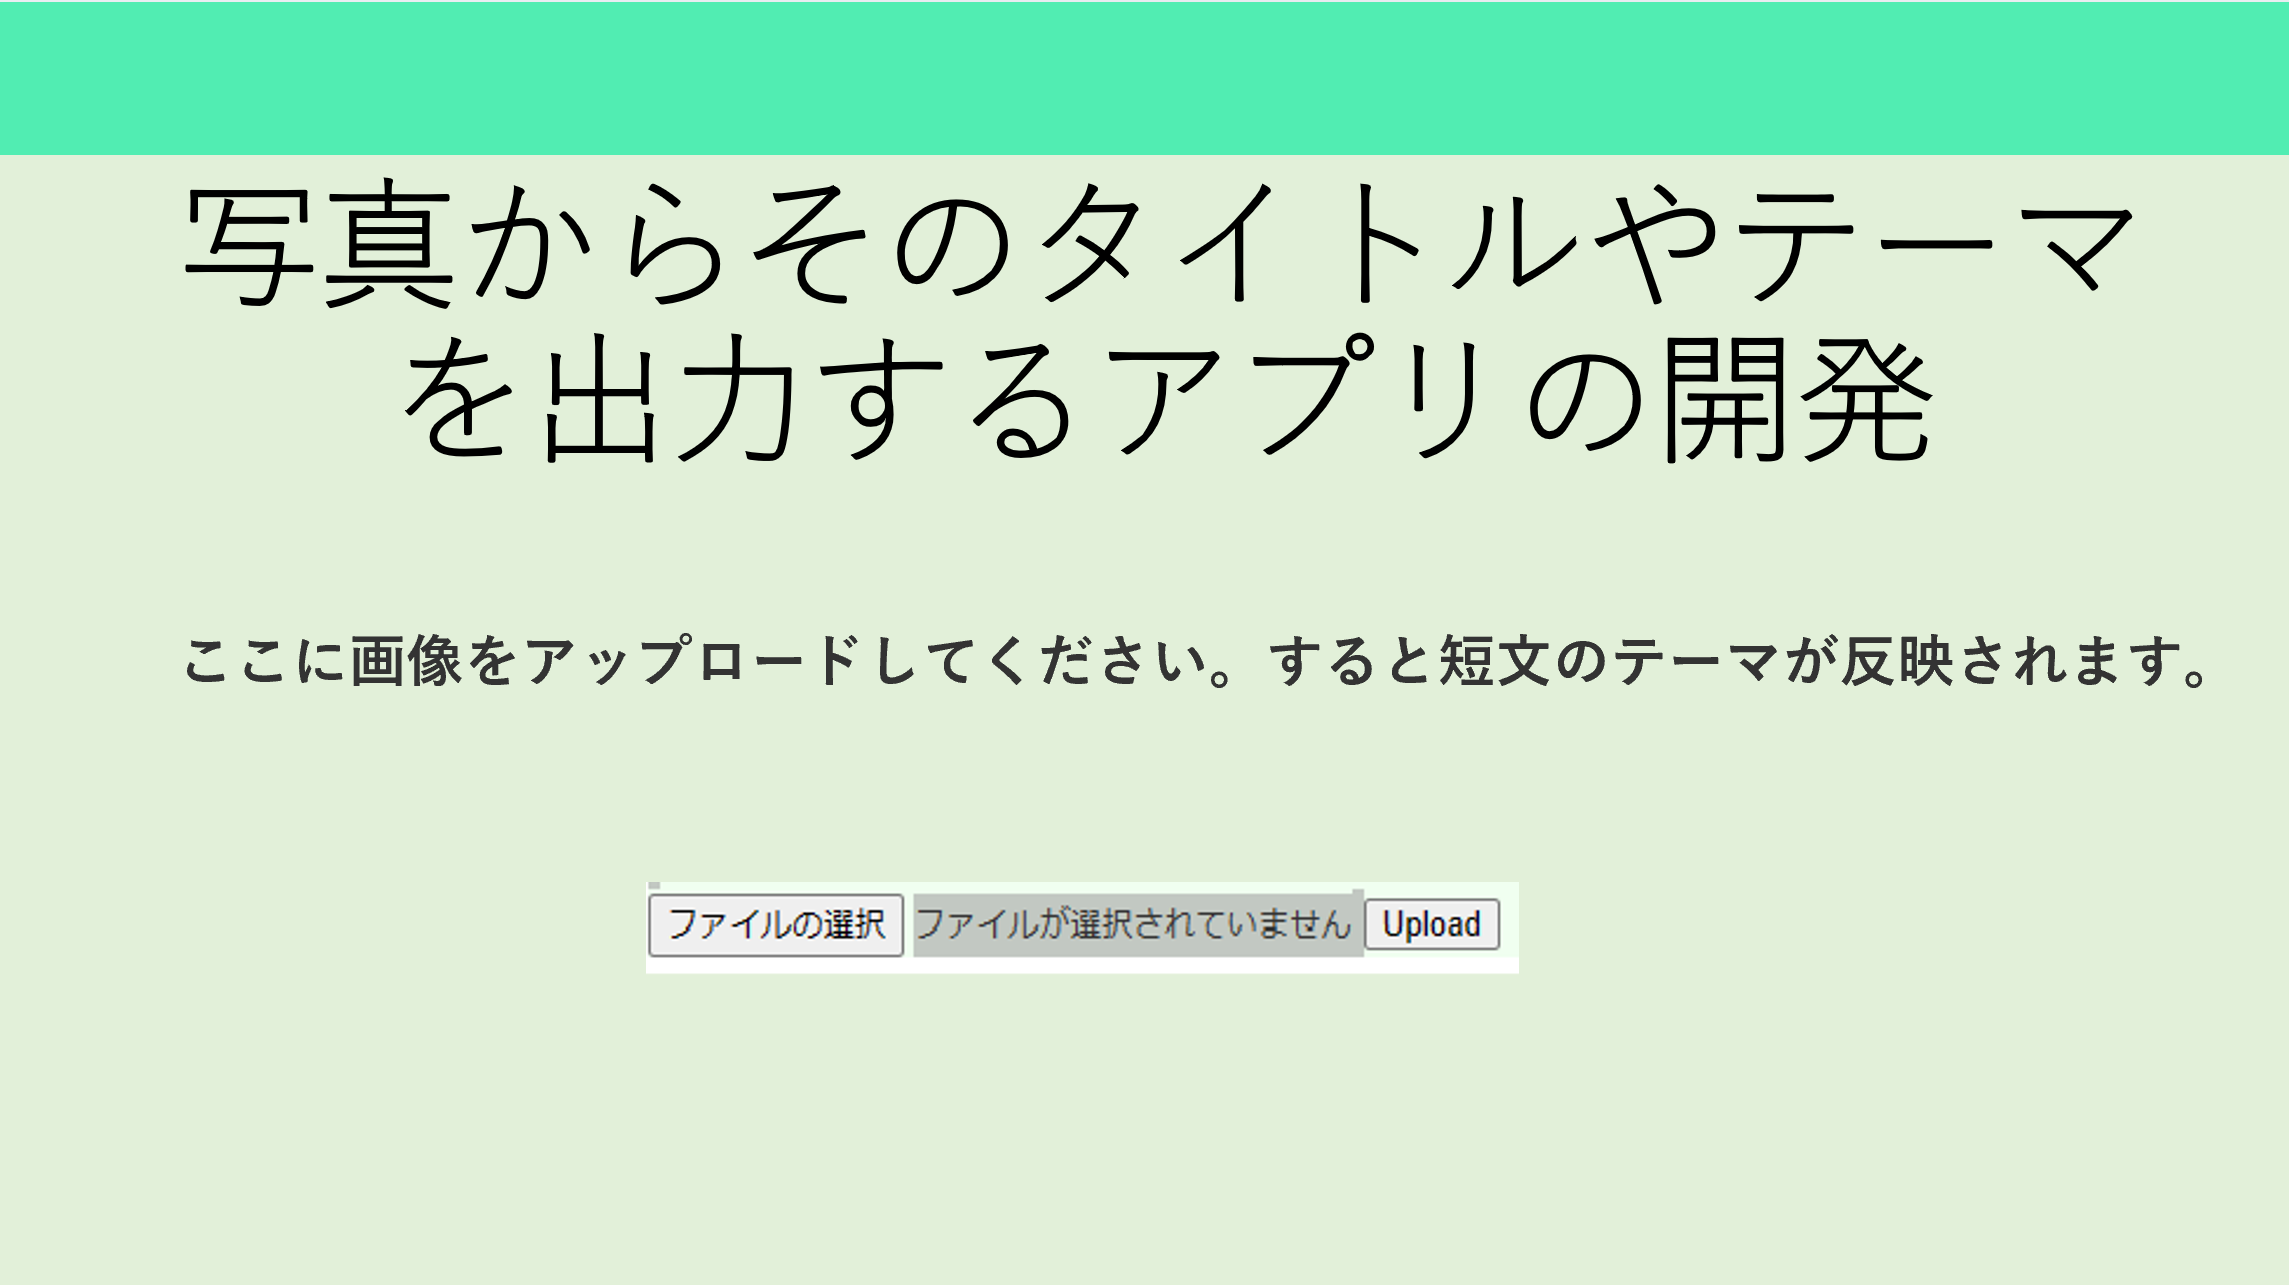 写真からそのタイトルやテーマ
を出力するアプリの開発
ここに画像をアップロードしてください。すると短文のテーマが反映されます。
ファイルの選択 ファイルが選択されていません Upload